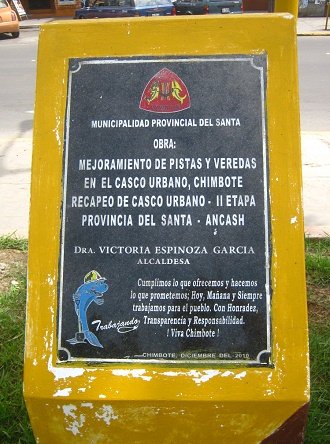 MUNICIPALIDAD PROVINCIAL DEL SANTA
OBRA:
MEJORAMIENTO DE PISTAS Y VEREDAS
EN EL CASCO URBANO, CHIMBOTE
RECAPEO DE CASCO URBANO - II ETAPA
PROVINCIA DEL SANTA - ANCASH
DRA. VICTORIA ESPINOZA GARCIA
ALCALDESA
Cumplimos lo que ofrecemos y hacemos
lo que prometemos; Hoy, Mañana y Siempre
trabajamos para el pueblo. Con Honradez,
Transparencia y Responsabilidad.
! Viva Chimbote !
Trabajando
CHIMBOTE, DICIEMBRE DEL 2010